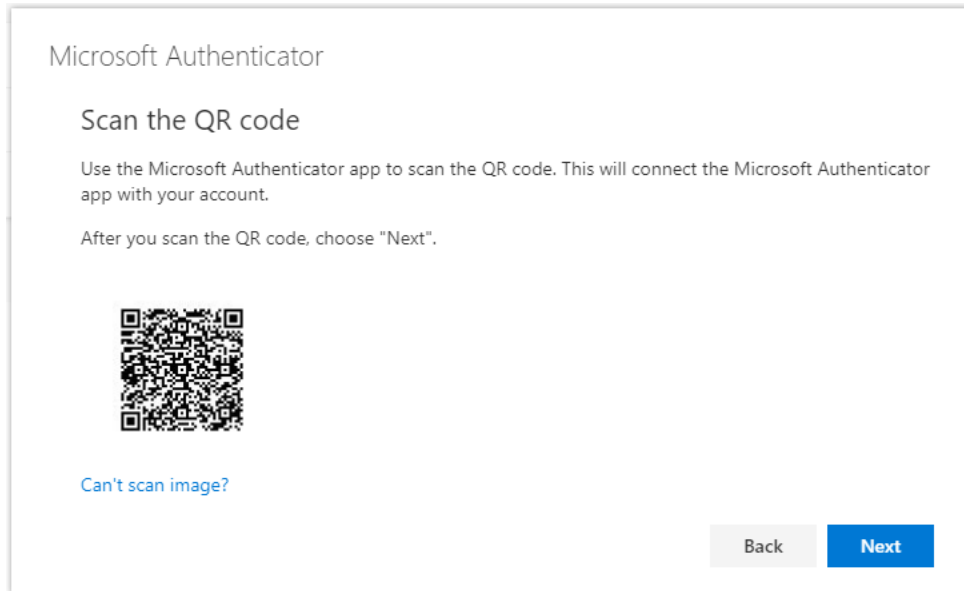 Microsoft Authenticator
Scan the QR code
Use the Microsoft Authenticator app to scan the QR code. This will connect the Microsoft Authenticator
app with your account.
After you scan the QR code, choose "Next".
Can't scan image?
Back
Next